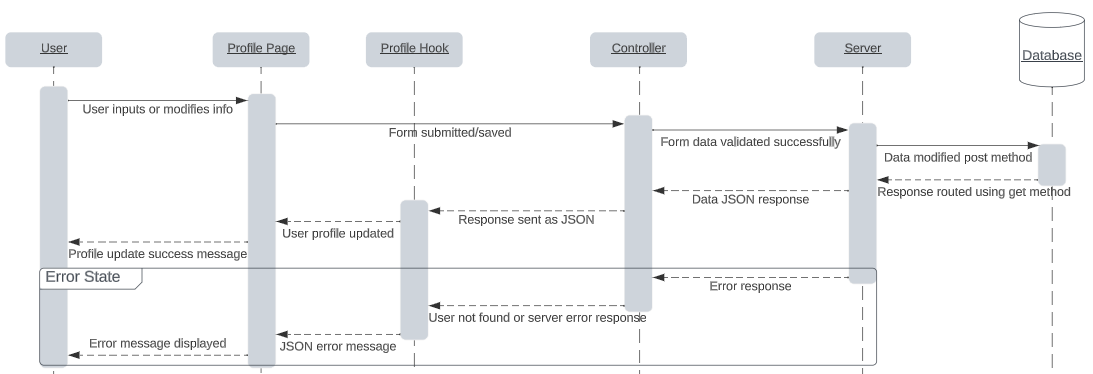 User
Profile Page
Profile Hook
Controller
Server
Database
User inputs or modifies info
Form submitted/saved
Form data validated successfully
Data modified post method
Response routed using get method
Data JSON response
Response sent as JSON
User profile updated
Profile update success message
Error State
Error response
User not found or server error response
JSON error message
Error message displayed